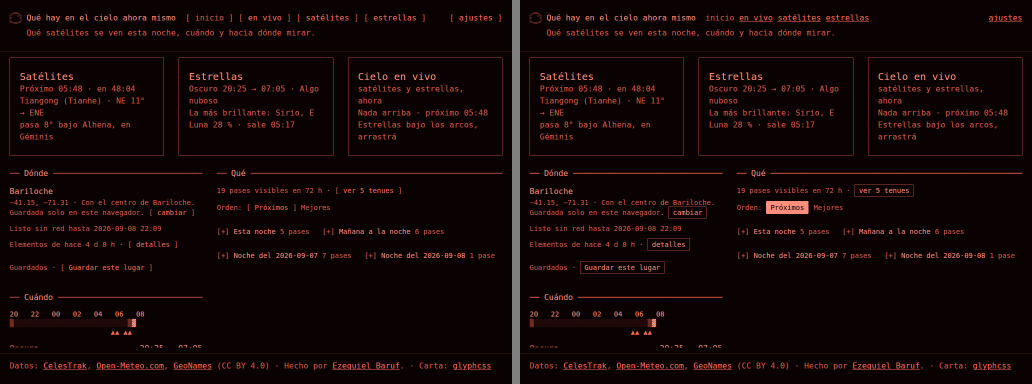 Qué hay en el cielo ahora mismo [ inicio ] [ en vivo ] [ satélites ] [ estrellas ] [ ajustes ]
Qué satélites se ven esta noche, cuándo y hacia dónde mirar.
Satélites
Próximo 05:48 · en 48:04
Tiangong (Tianhe) · NE 11°
→ ENE
pasa 8° bajo Alhena, en
Géminis
Estrellas
Oscuro 20:25 → 07:05 · Algo
nuboso
La más brillante: Sirio, E
Luna 28 % · sale 05:17
Cielo en vivo
satélites y estrellas,
ahora
Nada arriba · próximo 05:48
Estrellas bajo los arcos,
arrastrá
Dónde
Bariloche
−41.15, −71.31 · Con el centro de Bariloche.
Guardada solo en este navegador. [ cambiar ]
Listo sin red hasta 2026-09-08 22:09
Elementos de hace 4 d 8 h · [ detalles ]
Guardados · [ Guardar este lugar ]
Qué
19 pases visibles en 72 h · [ ver 5 tenues ]
Orden: [ Próximos ] Mejores
[+] Esta noche 5 pases [+] Mañana a la noche 6 pases
[+] Noche del 2026-09-07 7 pases [+] Noche del 2026-09-08 1 pase
Cuándo
20 22 00 02 04 06 08
▲▲ ▲▲
Datos: CelesTrak, Open-Meteo.com, GeoNames (CC BY 4.0) · Hecho por Ezequiel Baruf. · Carta: glyphcss
Qué hay en el cielo ahora mismo inicio en vivo satélites estrellas ajustes
Qué satélites se ven esta noche, cuándo y hacia dónde mirar.
Satélites
Próximo 05:48 · en 48:04
Tiangong (Tianhe) · NE 11°
→ ENE
pasa 8° bajo Alhena, en
Géminis
Estrellas
Oscuro 20:25 → 07:05 · Algo
nuboso
La más brillante: Sirio, E
Luna 28 % · sale 05:17
Cielo en vivo
satélites y estrellas,
ahora
Nada arriba · próximo 05:48
Estrellas bajo los arcos,
arrastrá
Dónde
Bariloche
−41.15, −71.31 · Con el centro de Bariloche.
Guardada solo en este navegador. cambiar
Listo sin red hasta 2026-09-08 22:09
Elementos de hace 4 d 8 h · detalles
Guardados · Guardar este lugar
Qué
19 pases visibles en 72 h · ver 5 tenues
Orden: Próximos Mejores
[+] Esta noche 5 pases [+] Mañana a la noche 6 pases
[+] Noche del 2026-09-07 7 pases [+] Noche del 2026-09-08 1 pase
Cuándo
20 22 00 02 04 06 08
▲▲ ▲▲
Datos: CelesTrak, Open-Meteo.com, GeoNames (CC BY 4.0) · Hecho por Ezequiel Baruf. · Carta: glyphcss